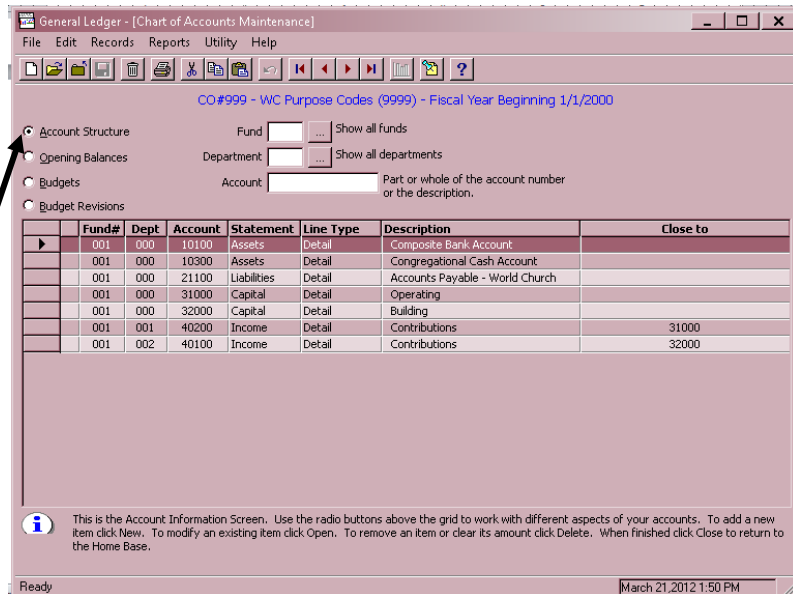 General Ledger - [Chart of Accounts Maintenance]
File Edit Records Reports Utility Help
CO#999 - WC Purpose Codes (9999) - Fiscal Year Beginning 1/1/2000
Account Structure Fund ... Show all funds
Opening Balances Department ... Show all departments
Budgets Account Part or whole of the account number
or the description.
Budget Revisions
Fund# Dept Account Statement Line Type Description Close to
001 000 10100 Assets Detail Composite Bank Account
001 000 10300 Assets Detail Congregational Cash Account
001 000 21100 Liabilities Detail Accounts Payable - World Church
001 000 31000 Capital Detail Operating
001 000 32000 Capital Detail Building
001 001 40200 Income Detail Contributions 31000
001 002 40100 Income Detail Contributions 32000
This is the Account Information Screen. Use the radio buttons above the grid to work with different aspects of your accounts. To add a new
item click New. To modify an existing item click Open. To remove an item or clear its amount click Delete. When finished click Close to return to
the Home Base.
Ready March 21,2012 1:50 PM